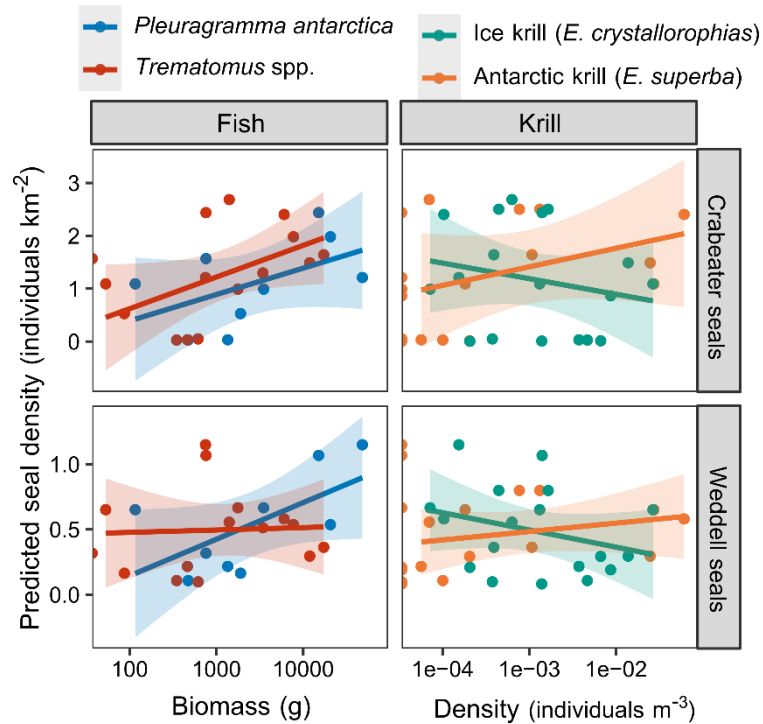 Pleuragramma antarctica
Trematomus spp.
Ice krill (E. crystallorophias)
Antarctic krill (E. superba)
Fish
Krill
Predicted seal density (individuals km⁻²)
3
2
1
0
Crabeater seals
1.0
0.5
0.0
Weddell seals
100
1000
10000
1e−04
1e−03
1e−02
Biomass (g)
Density (individuals m⁻³)